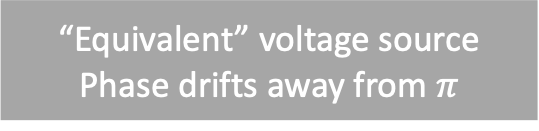 “Equivalent” voltage source
Phase drifts away from 𝜋